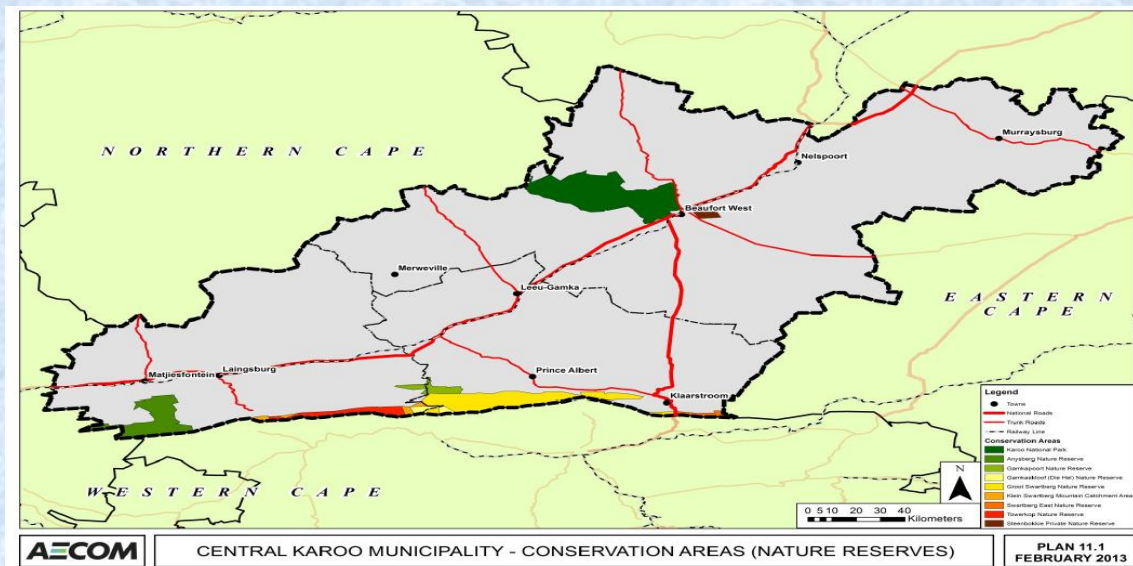 NORTHERN CAPE
Murraysburg
Nelspoort
Beaufort West
Merweville
Leeu-Gamka
EASTERN
CAPE
Matjiesfontein
Laingsburg
Prince Albert
Klaarstroom
WESTERN CAPE
Legend
Towns
National Roads
Trunk Roads
Railway Line
Conservation Areas
Karoo National Park
Anysberg Nature Reserve
Gamkapoort Nature Reserve
Gamkaskloof (Die Hel) Nature Reserve
Groot Swartberg Nature Reserve
Klein Swartberg Mountain Catchment Area
Swartberg East Nature Reserve
Towerkop Nature Reserve
Steenbokkie Private Nature Reserve
N
0 5 10 20 30 40
Kilometers
AECOM
CENTRAL KAROO MUNICIPALITY - CONSERVATION AREAS (NATURE RESERVES)
PLAN 11.1
FEBRUARY 2013